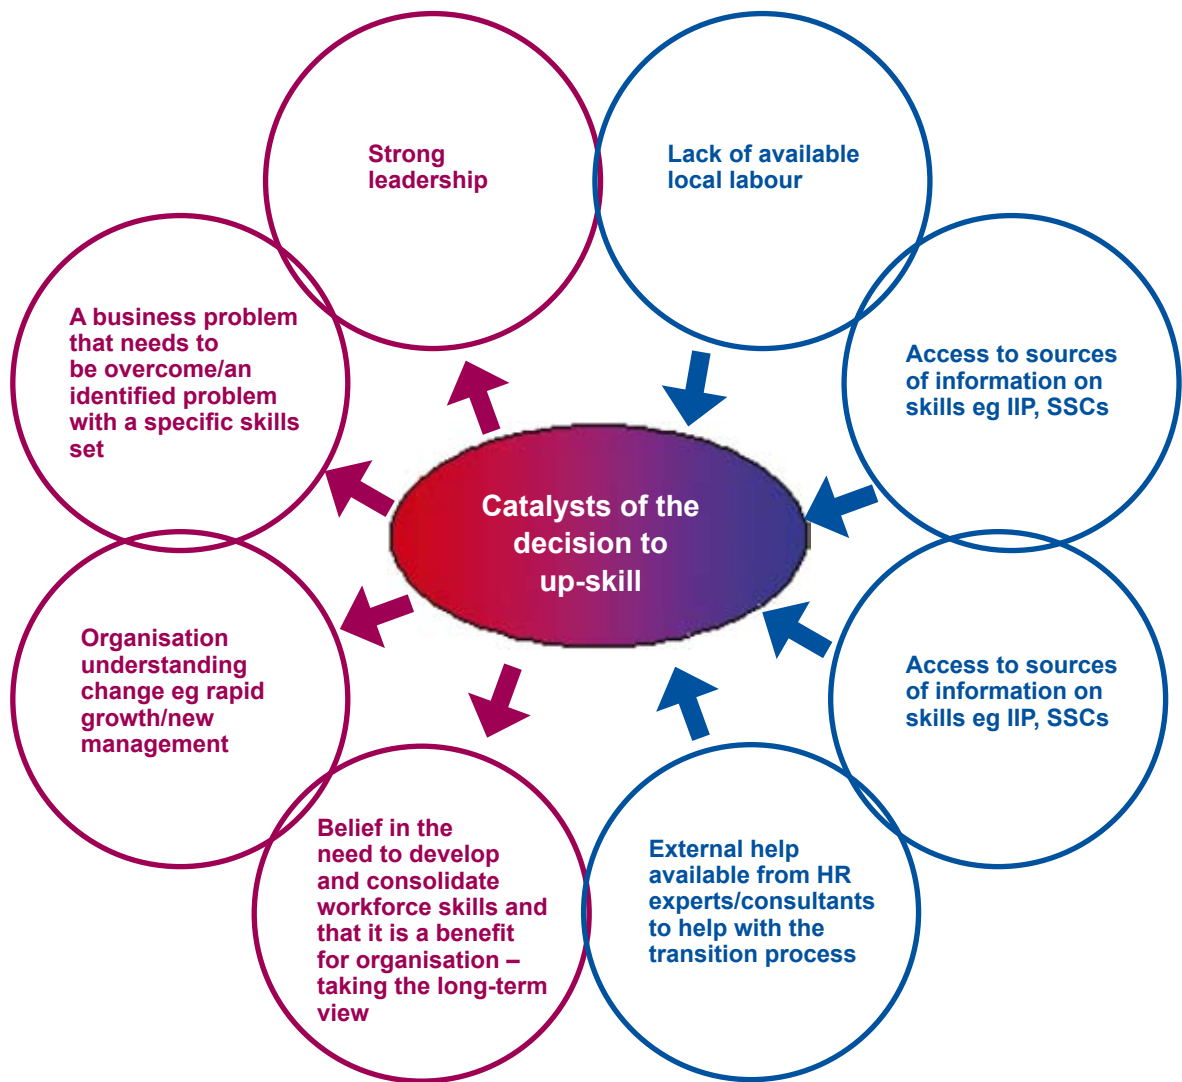 Strong
leadership
Lack of available
local labour
A business problem
that needs to
be overcome/an
identified problem
with a specific skills
set
Access to sources
of information on
skills eg IIP, SSCs
Catalysts of the
decision to
up-skill
Organisation
understanding
change eg rapid
growth/new
management
Access to sources
of information on
skills eg IIP, SSCs
Belief in the
need to develop
and consolidate
workforce skills and
that it is a benefit
for organisation –
taking the long-term
view
External help
available from HR
experts/consultants
to help with the
transition process